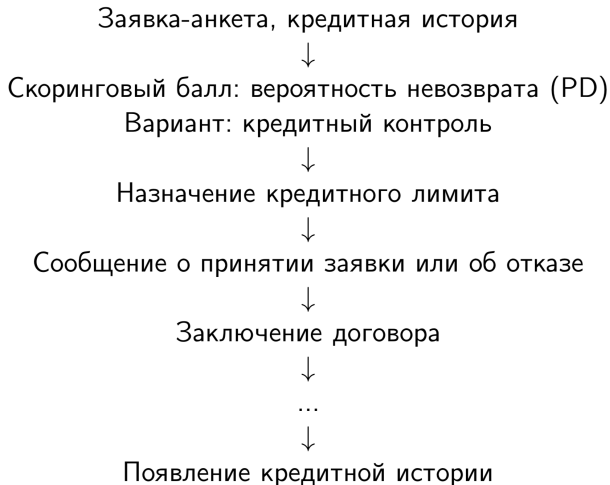 Заявка-анкета, кредитная история
↓
Скоринговый балл: вероятность невозврата (PD)
Вариант: кредитный контроль
↓
Назначение кредитного лимита
↓
Сообщение о принятии заявки или об отказе
↓
Заключение договора
↓
...
↓
Появление кредитной истории